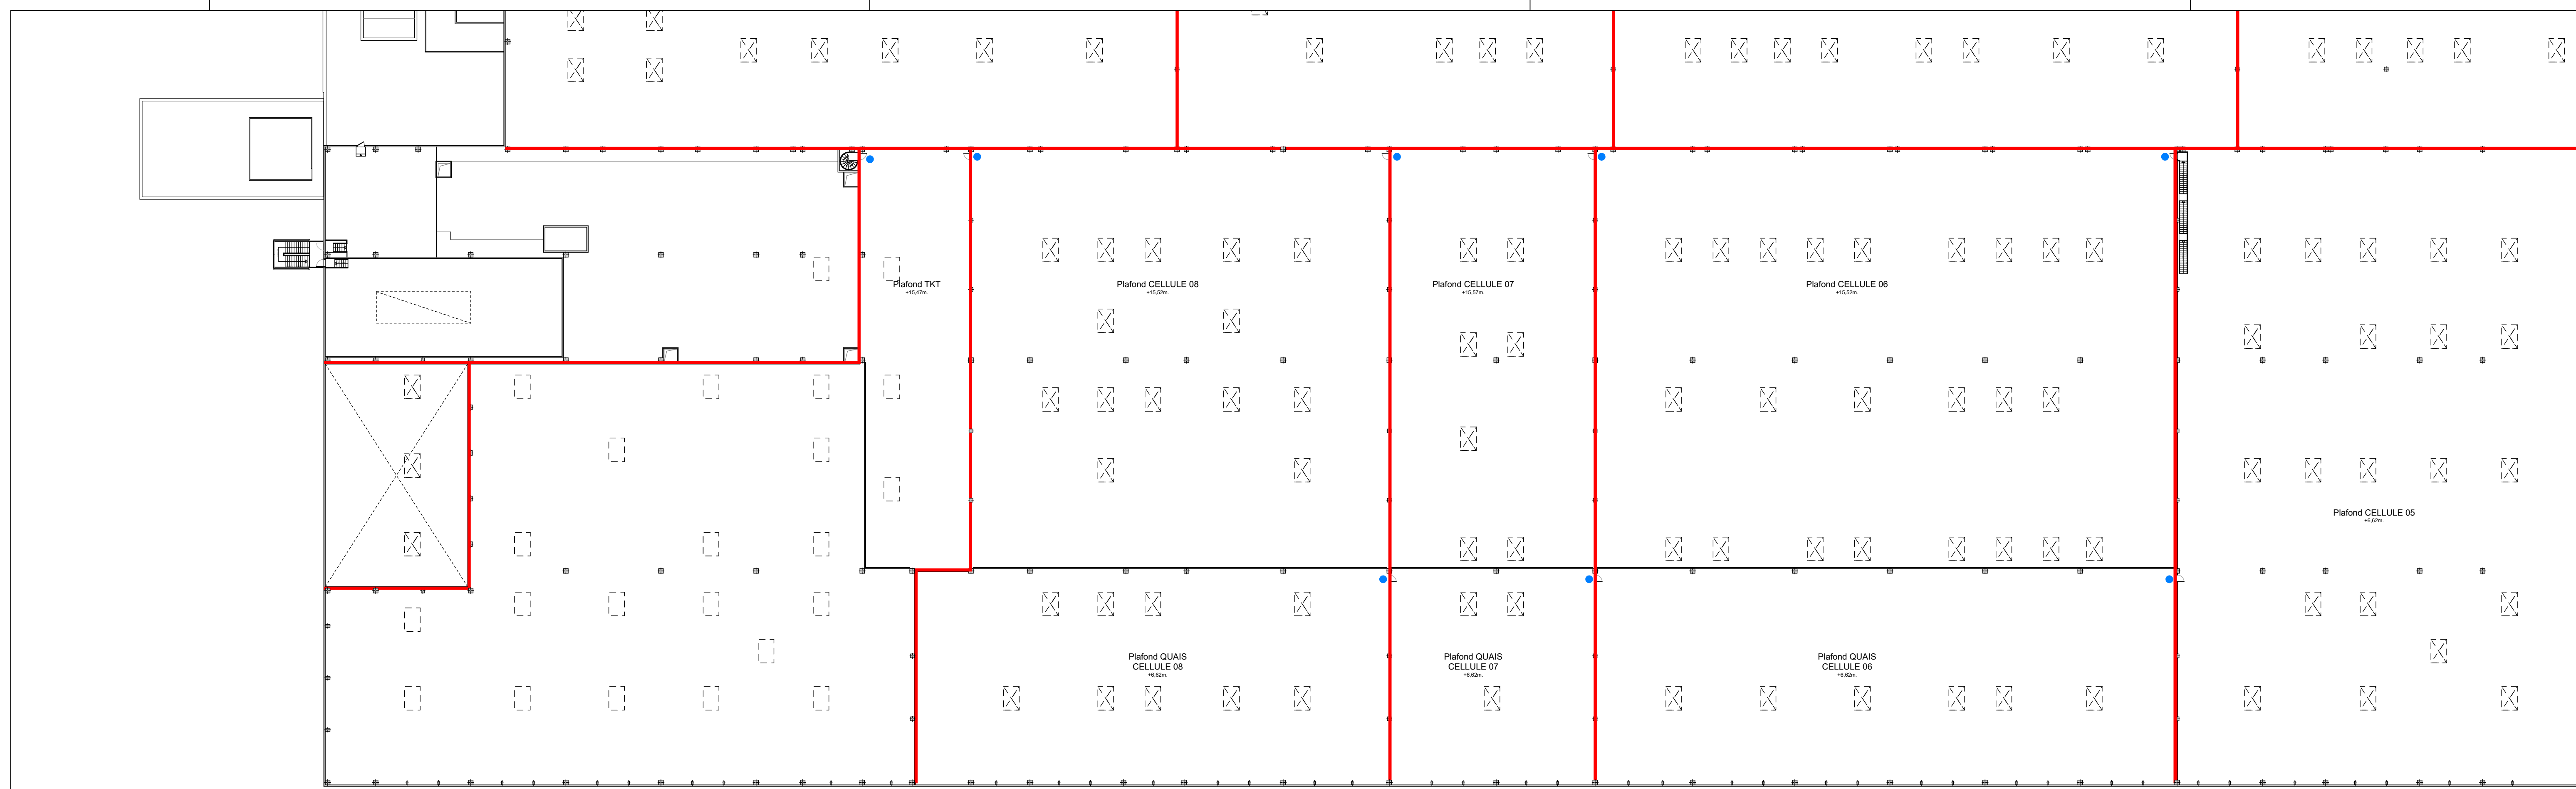 Plafond TKT
+15,47m.
Plafond CELLULE 08
+15,52m.
Plafond CELLULE 07
+15,57m.
Plafond CELLULE 06
+15,52m.
Plafond CELLULE 05
+6,62m.
Plafond QUAIS
CELLULE 08
+6,62m.
Plafond QUAIS
CELLULE 07
+6,62m.
Plafond QUAIS
CELLULE 06
+6,62m.